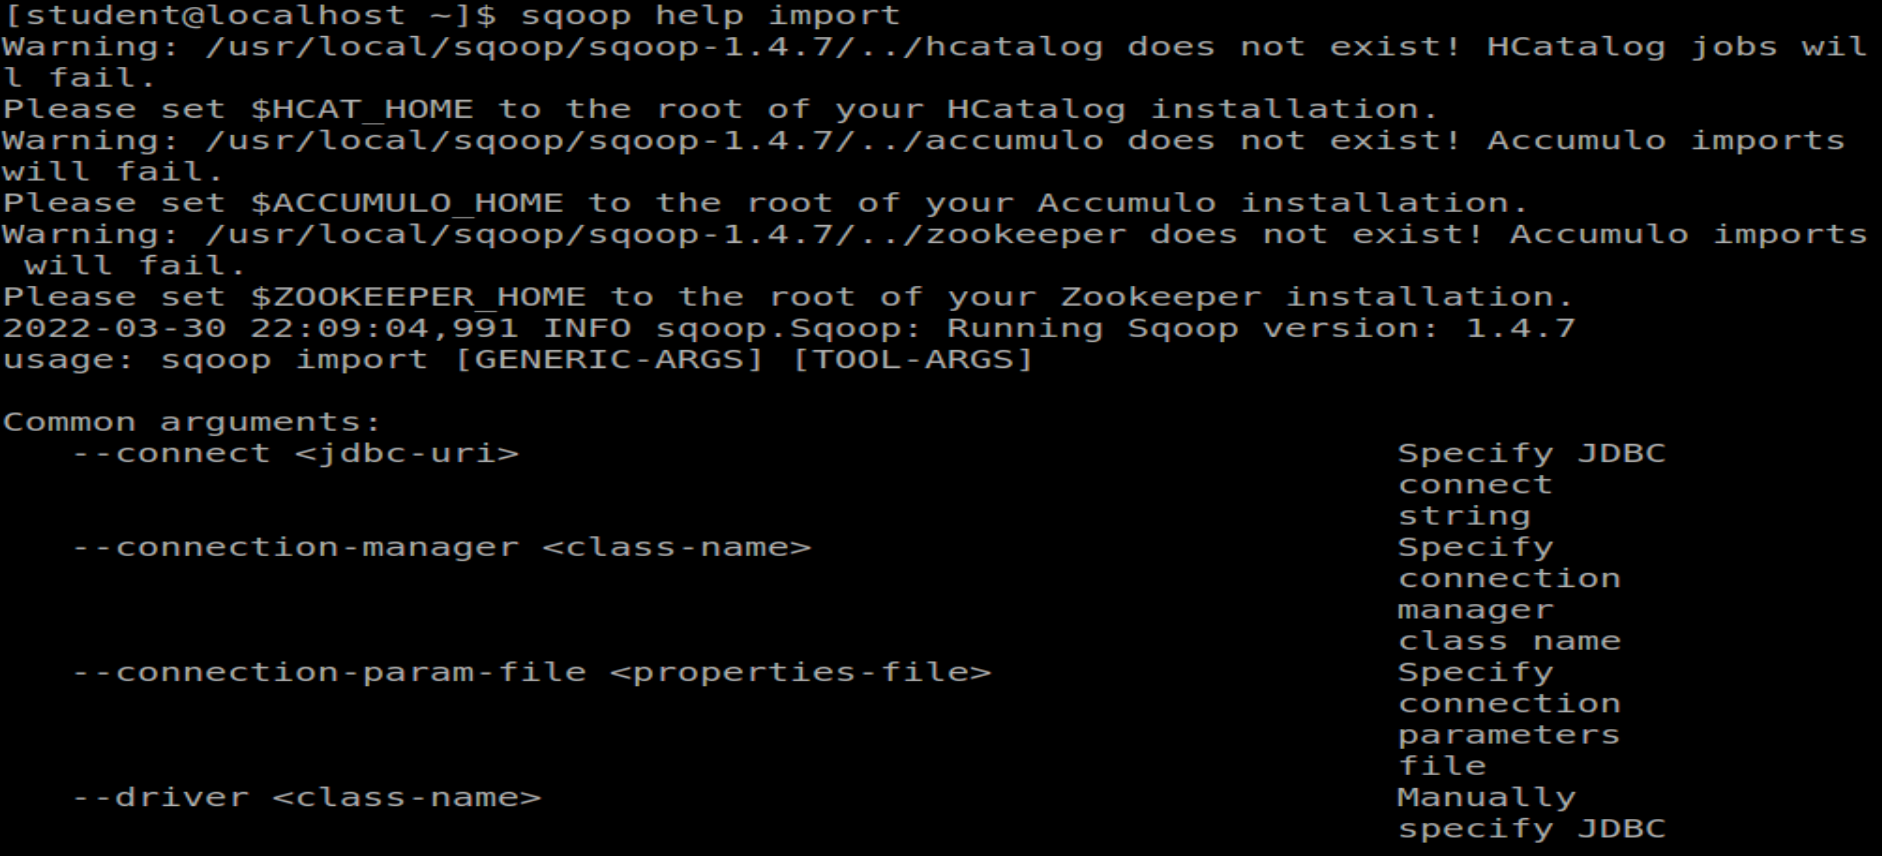 [student@localhost ~]$ sqoop help import
Warning: /usr/local/sqoop/sqoop-1.4.7/../hcatalog does not exist! HCatalog jobs wil
l fail.
Please set $HCAT_HOME to the root of your HCatalog installation.
Warning: /usr/local/sqoop/sqoop-1.4.7/../accumulo does not exist! Accumulo imports
will fail.
Please set $ACCUMULO_HOME to the root of your Accumulo installation.
Warning: /usr/local/sqoop/sqoop-1.4.7/../zookeeper does not exist! Accumulo imports
 will fail.
Please set $ZOOKEEPER_HOME to the root of your Zookeeper installation.
2022-03-30 22:09:04,991 INFO sqoop.Sqoop: Running Sqoop version: 1.4.7
usage: sqoop import [GENERIC-ARGS] [TOOL-ARGS]

Common arguments:
   --connect <jdbc-uri>                                       Specify JDBC
                                                              connect
                                                              string
   --connection-manager <class-name>                          Specify
                                                              connection
                                                              manager
                                                              class name
   --connection-param-file <properties-file>                  Specify
                                                              connection
                                                              parameters
                                                              file
   --driver <class-name>                                      Manually
                                                              specify JDBC